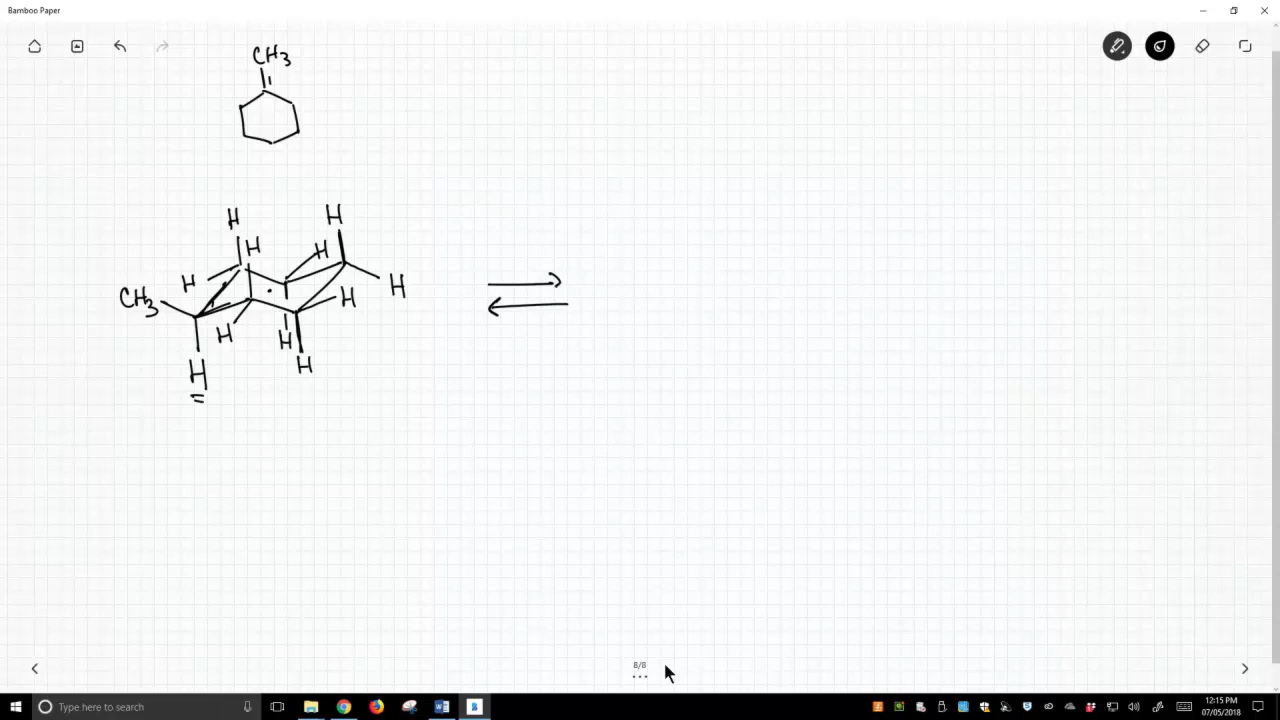 Bamboo Paper
CH3
H
H
H
H
H
H
CH3
H
H
H
H
H
H
8/8
Type here to search
12:15 PM
07/05/2018